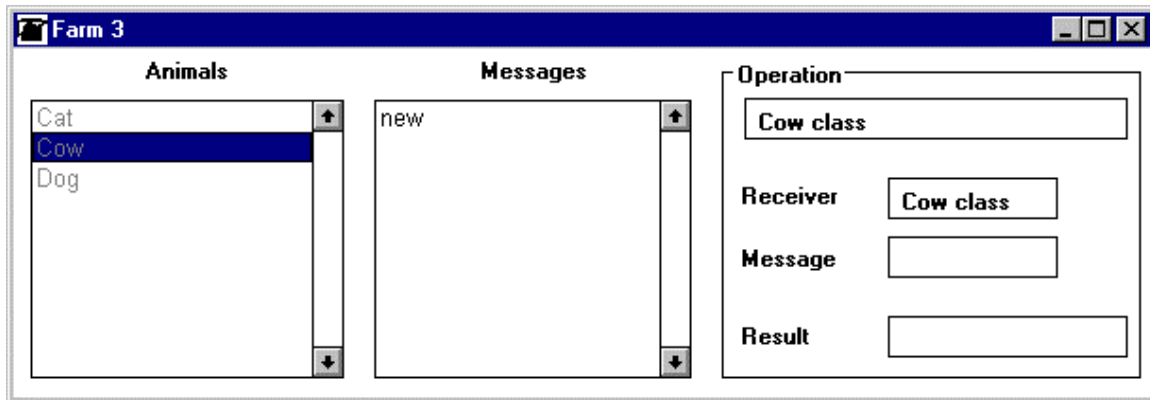 Farm 3
Animals
Cat
Cow
Dog
Messages
new
Operation
Cow class
Receiver Cow class
Message
Result